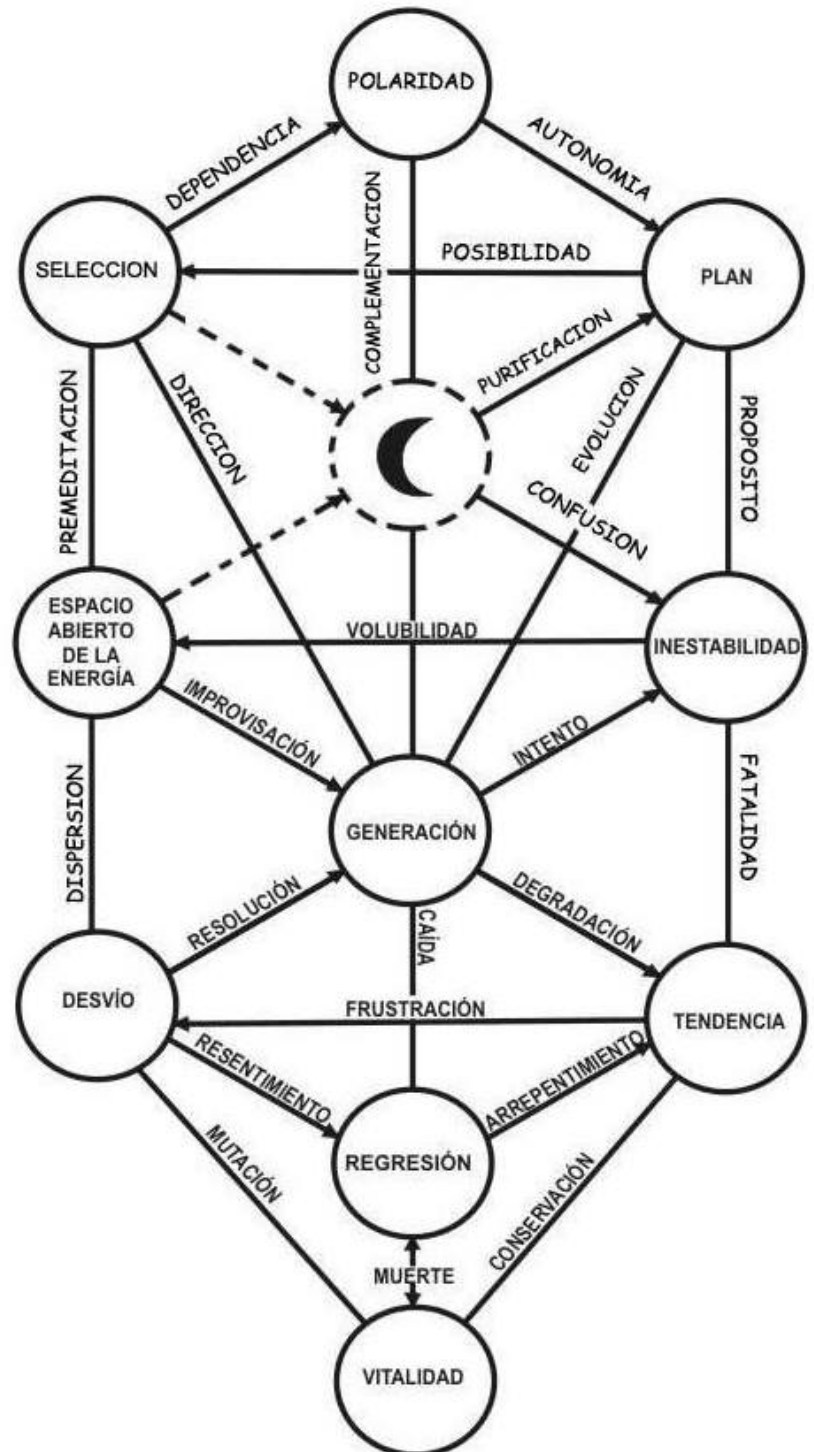 POLARIDAD
DEPENDENCIA
AUTONOMIA
COMPLEMENTACION
POSIBILIDAD
SELECCION
PLAN
PURIFICACION
DIRECCION
EVOLUCION
PREMEDITACION
PROPOSITO
CONFUSION
ESPACIO
ABIERTO
DE LA
ENERGÍA
VOLUBILIDAD
INESTABILIDAD
IMPROVISACIÓN
INTENTO
DISPERSION
FATALIDAD
GENERACIÓN
RESOLUCIÓN
CAÍDA
DEGRADACIÓN
DESVÍO
FRUSTRACIÓN
TENDENCIA
RESENTIMIENTO
ARREPENTIMIENTO
REGRESIÓN
MUTACIÓN
CONSERVACIÓN
MUERTE
VITALIDAD